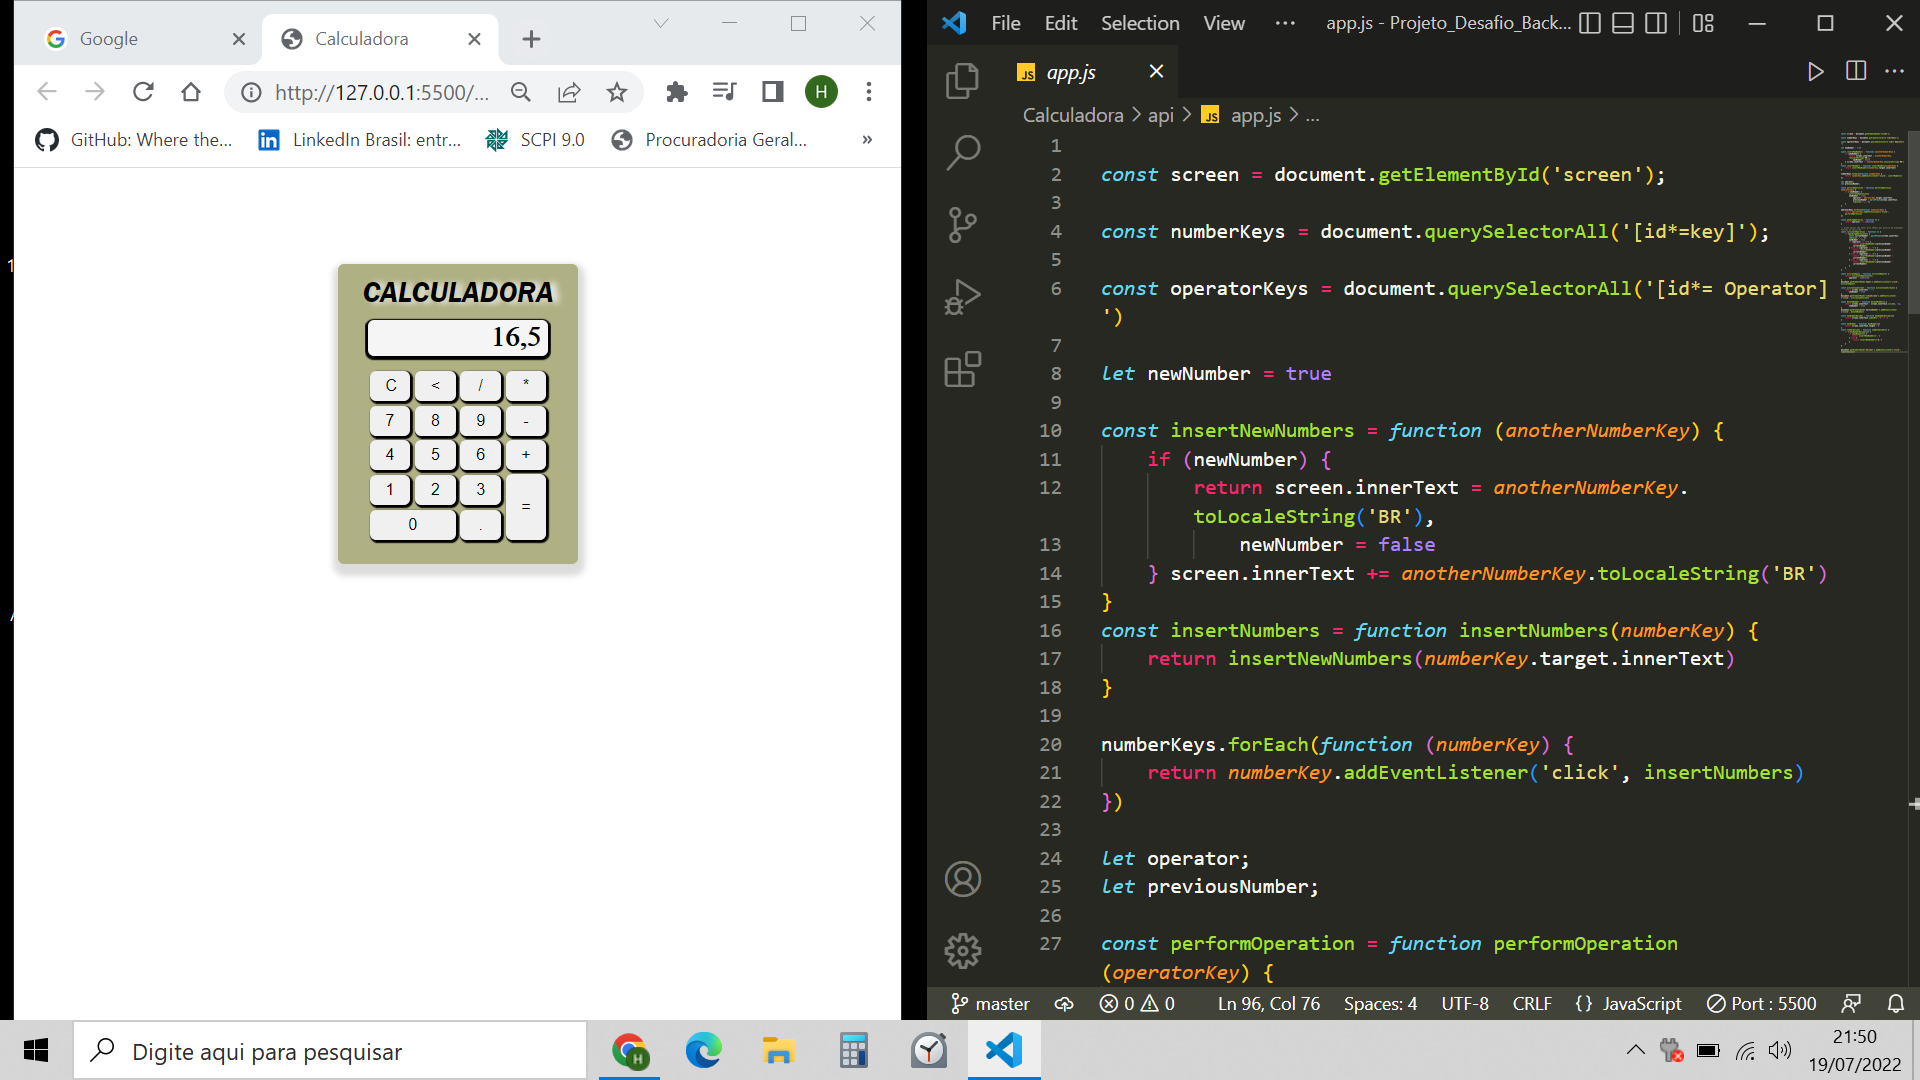 Google
Calculadora
http://127.0.0.1:5500/...
H
GitHub: Where the...
LinkedIn Brasil: entr...
SCPI 9.0
Procuradoria Geral...
»
CALCULADORA
16,5
C < / *
7 8 9 -
4 5 6 +
1 2 3 =
0 .
File Edit Selection View ··· app.js - Projeto_Desafio_Back...
JS app.js
Calculadora > api > JS app.js > ...
1
2 const screen = document.getElementById('screen');
3
4 const numberKeys = document.querySelectorAll('[id*=key]');
5
6 const operatorKeys = document.querySelectorAll('[id*= Operator]
')
7
8 let newNumber = true
9
10 const insertNewNumbers = function (anotherNumberKey) {
11 if (newNumber) {
12 return screen.innerText = anotherNumberKey.
toLocaleString('BR'),
13 newNumber = false
14 } screen.innerText += anotherNumberKey.toLocaleString('BR')
15 }
16 const insertNumbers = function insertNumbers(numberKey) {
17 return insertNewNumbers(numberKey.target.innerText)
18 }
19
20 numberKeys.forEach(function (numberKey) {
21 return numberKey.addEventListener('click', insertNumbers)
22 })
23
24 let operator;
25 let previousNumber;
26
27 const performOperation = function performOperation
(operatorKey) {
master 0 0 Ln 96, Col 76 Spaces: 4 UTF-8 CRLF {} JavaScript Port : 5500
Digite aqui para pesquisar
H
21:50
19/07/2022